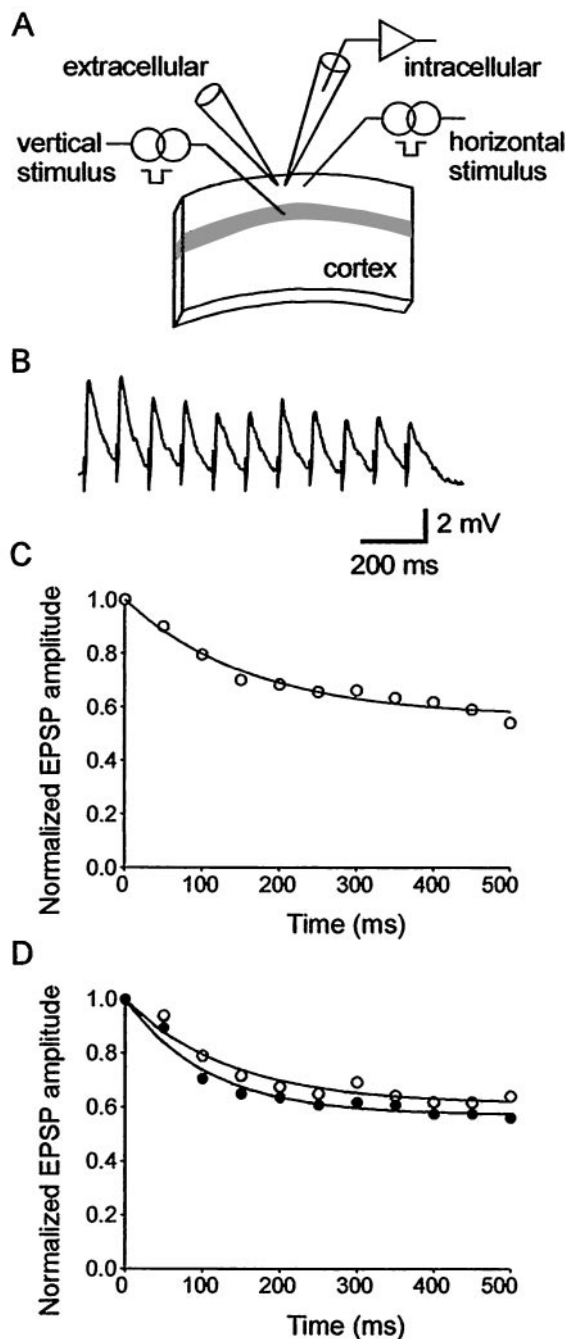 A
extracellular
intracellular
vertical
stimulus
horizontal
stimulus
cortex
B
2 mV
200 ms
C
Normalized EPSP amplitude
1.0
0.8
0.6
0.4
0.2
0.0
0 100 200 300 400 500
Time (ms)
D
Normalized EPSP amplitude
1.0
0.8
0.6
0.4
0.2
0.0
0 100 200 300 400 500
Time (ms)